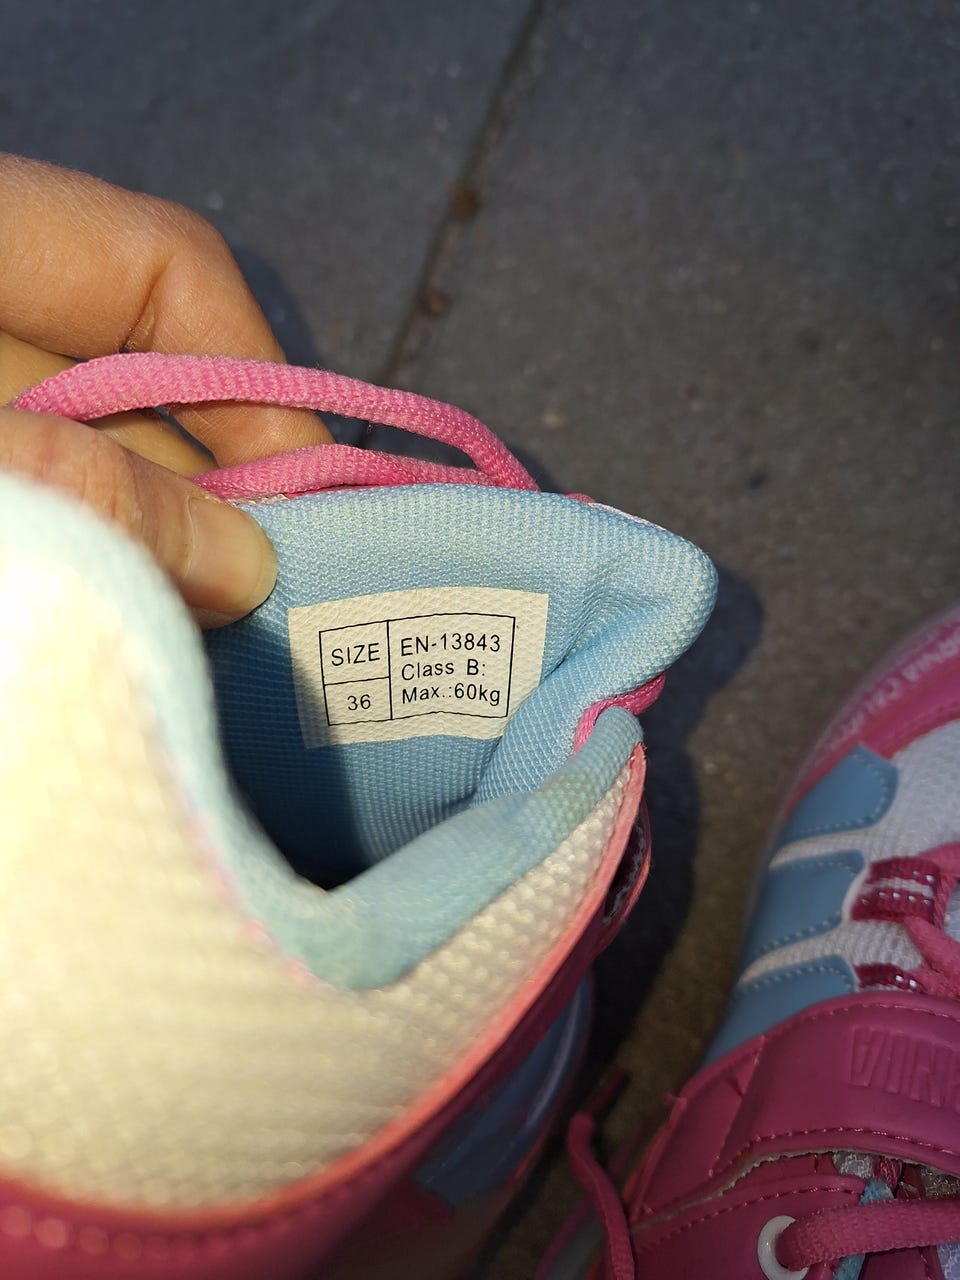 SIZE
36
EN-13843
Class B:
Max.:60kg